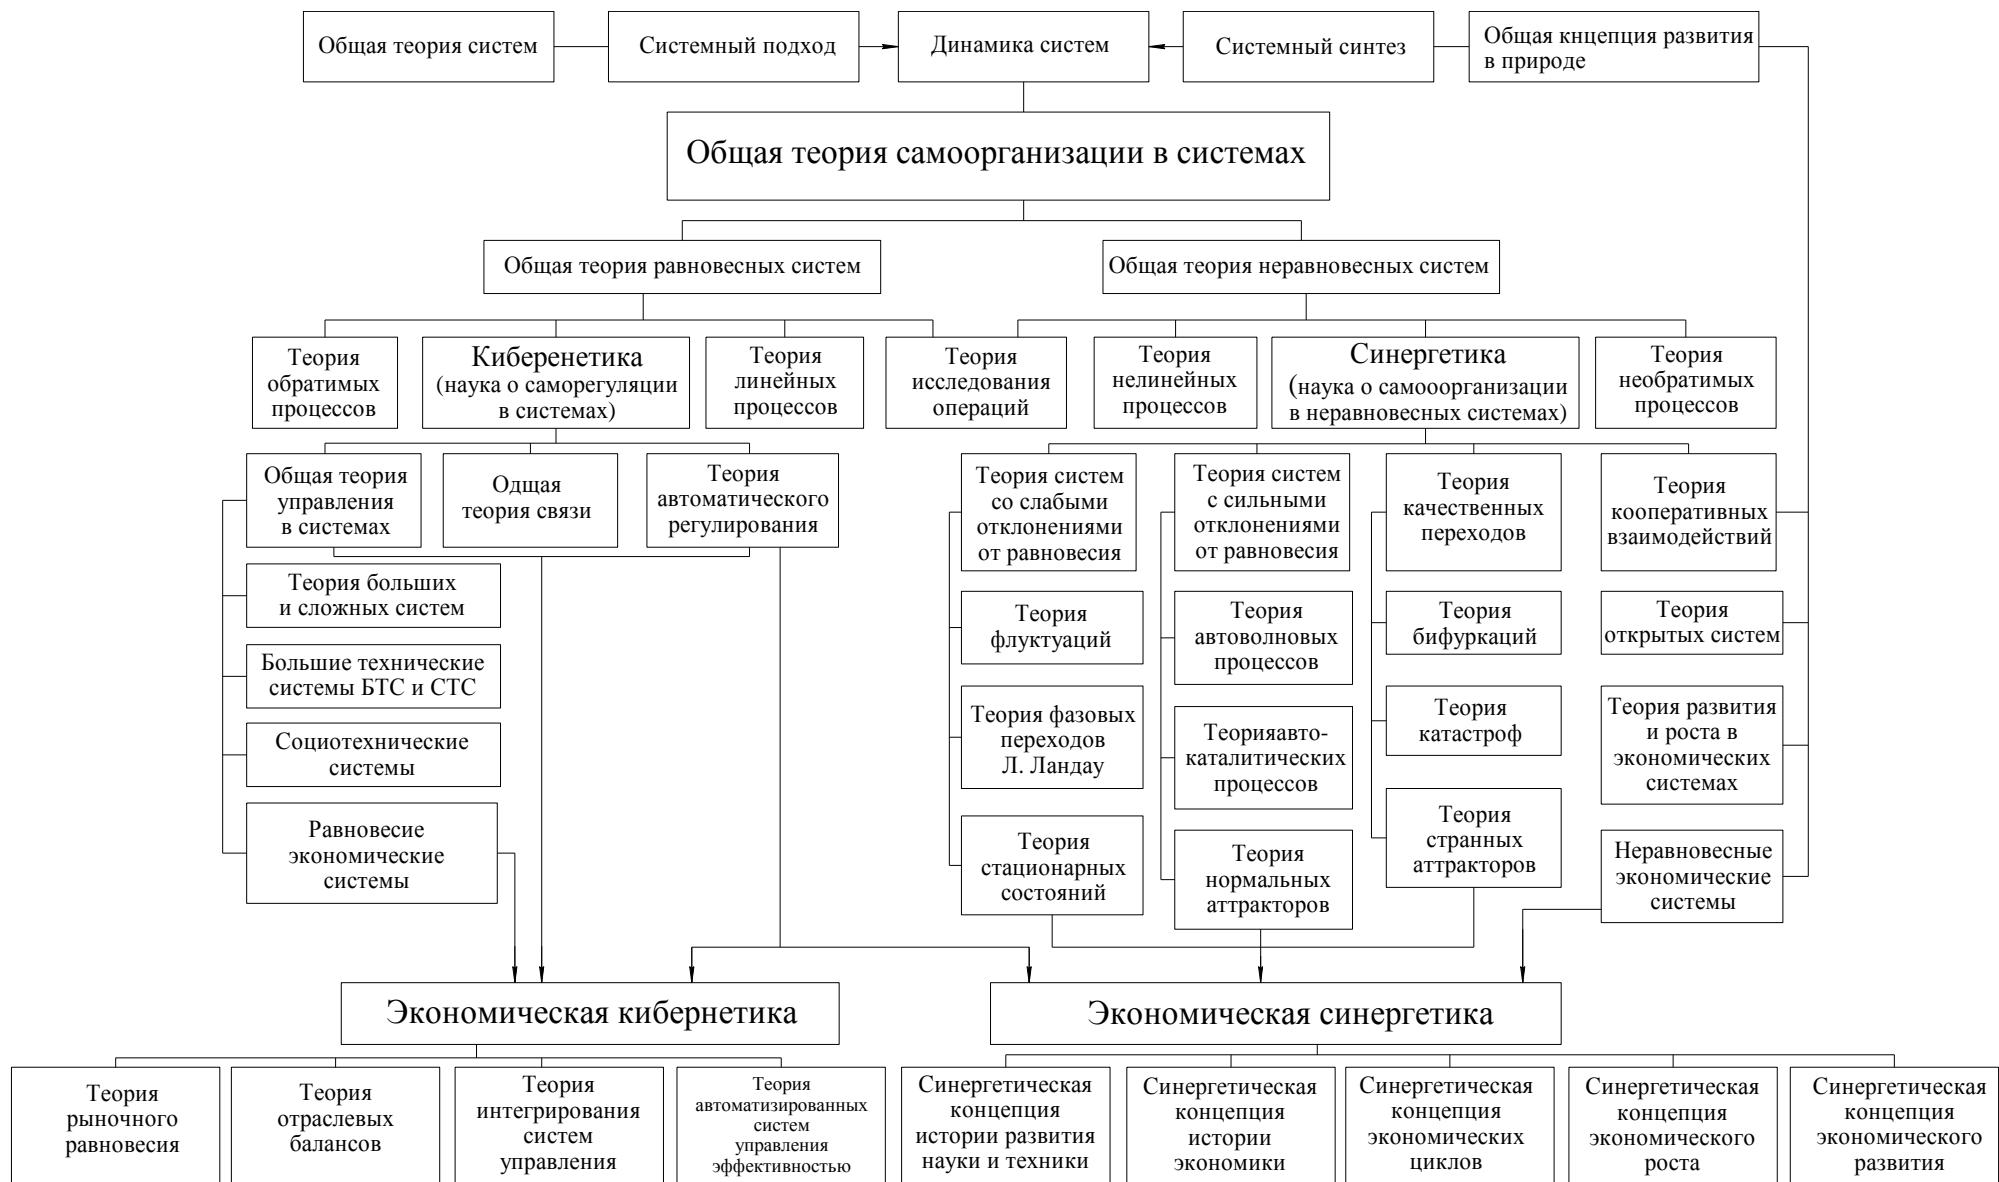 Общая теория систем
Системный подход
Динамика систем
Системный синтез
Общая кнцепция развития
в природе
Общая теория самоорганизации в системах
Общая теория равновесных систем
Общая теория неравновесных систем
Теория
обратимых
процессов
Киберенетика
(наука о саморегуляции
в системах)
Теория
линейных
процессов
Теория
исследования
операций
Теория
нелинейных
процессов
Синергетика
(наука о самооорганизации
в неравновесных системах)
Теория
необратимых
процессов
Общая теория
управления
в системах
Одщая
теория связи
Теория
автоматического
регулирования
Теория систем
со слабыми
отклонениями
от равновесия
Теория систем
с сильными
отклонениями
от равновесия
Теория
качественных
переходов
Теория
кооперативных
взаимодействий
Теория больших
и сложных систем
Теория
флуктуаций
Теория
автоволновых
процессов
Теория
бифуркаций
Теория
открытых систем
Большие технические
системы БТС и СТС
Теория фазовых
переходов
Л. Ландау
Теорияавто-
каталитических
процессов
Теория
катастроф
Теория развития
и роста в
экономических
системах
Социотехнические
системы
Равновесие
экономические
системы
Теория
стационарных
состояний
Теория
нормальных
аттракторов
Теория
странных
аттракторов
Неравновесные
экономические
системы
Экономическая кибернетика
Экономическая синергетика
Теория
рыночного
равновесия
Теория
отраслевых
балансов
Теория
интегрирования
систем
управления
Теория
автоматизированных
систем
управления
эффективностью
Синергетическая
концепция
истории развития
науки и техники
Синергетическая
концепция
истории
экономики
Синергетическая
концепция
экономических
циклов
Синергетическая
концепция
экономического
роста
Синергетическая
концепция
экономического
развития